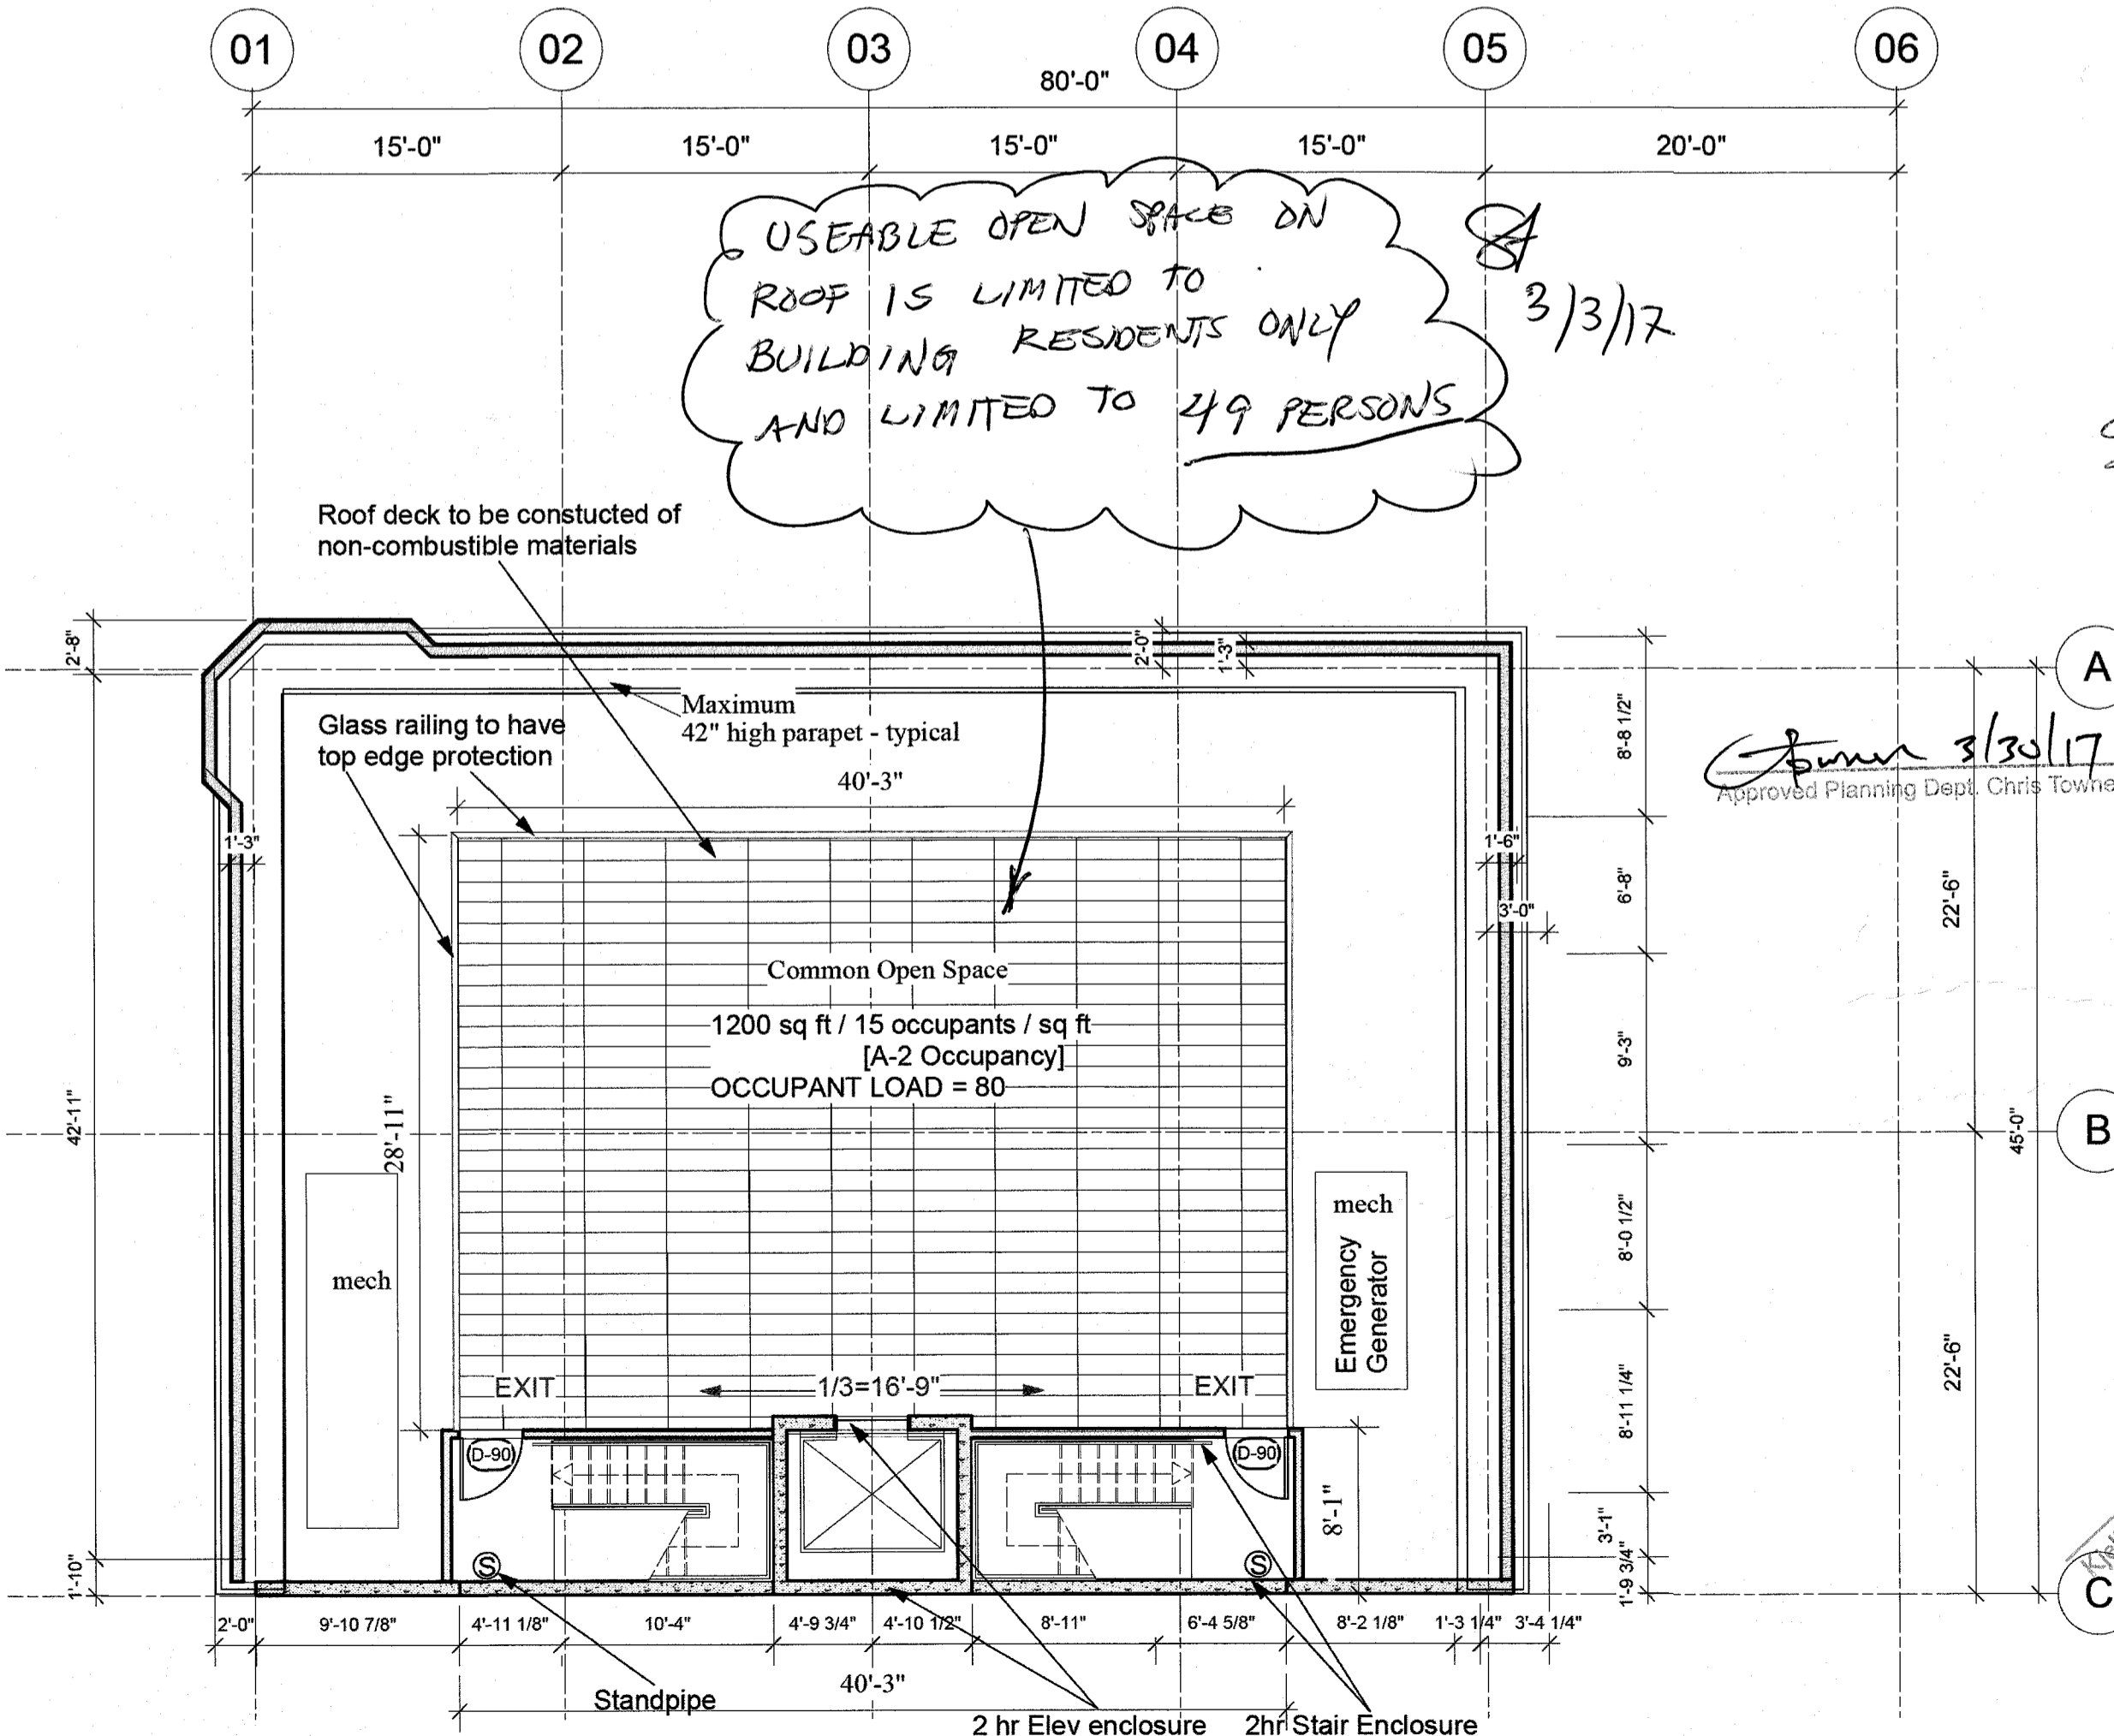 01
02
03
04
05
06
80'-0"
15'-0"
15'-0"
15'-0"
15'-0"
20'-0"
USEABLE OPEN SPACE ON
ROOF IS LIMITED TO
BUILDING RESIDENTS ONLY
AND LIMITED TO 49 PERSONS
3/3/17
Roof deck to be constucted of
non-combustible materials
2'-8"
2'-0"
1'-3"
A
Maximum
42" high parapet - typical
Glass railing to have
top edge protection
8'-8 1/2"
3/30/17
Approved Planning Dept. Chris Towne
40'-3"
1'-3"
1'-6"
6'-8"
22'-6"
3'-0"
Common Open Space
1200 sq ft / 15 occupants / sq ft
[A-2 Occupancy]
OCCUPANT LOAD = 80
9'-3"
42'-11"
28'-11"
45'-0"
B
mech
mech
Emergency
Generator
8'-0 1/2"
22'-6"
EXIT
1/3=16'-9"
EXIT
8'-11 1/4"
D-90
D-90
8'-1"
3'-1"
S
S
1'-10"
1'-9 3/4"
C
2'-0"
9'-10 7/8"
4'-11 1/8"
10'-4"
4'-9 3/4"
4'-10 1/2"
8'-11"
6'-4 5/8"
8'-2 1/8"
1'-3 1/4"
3'-4 1/4"
40'-3"
Standpipe
2 hr Elev enclosure
2hr Stair Enclosure